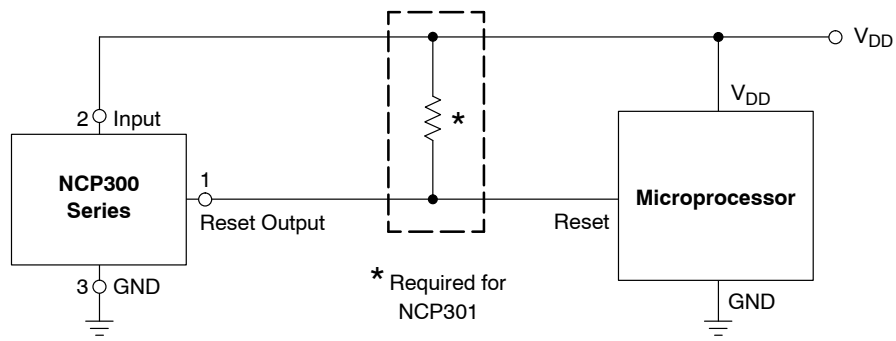 V_DD
V_DD
2 Input
*
NCP300
Series
1
Reset Output
Reset
Microprocessor
3 GND
* Required for
NCP301
GND